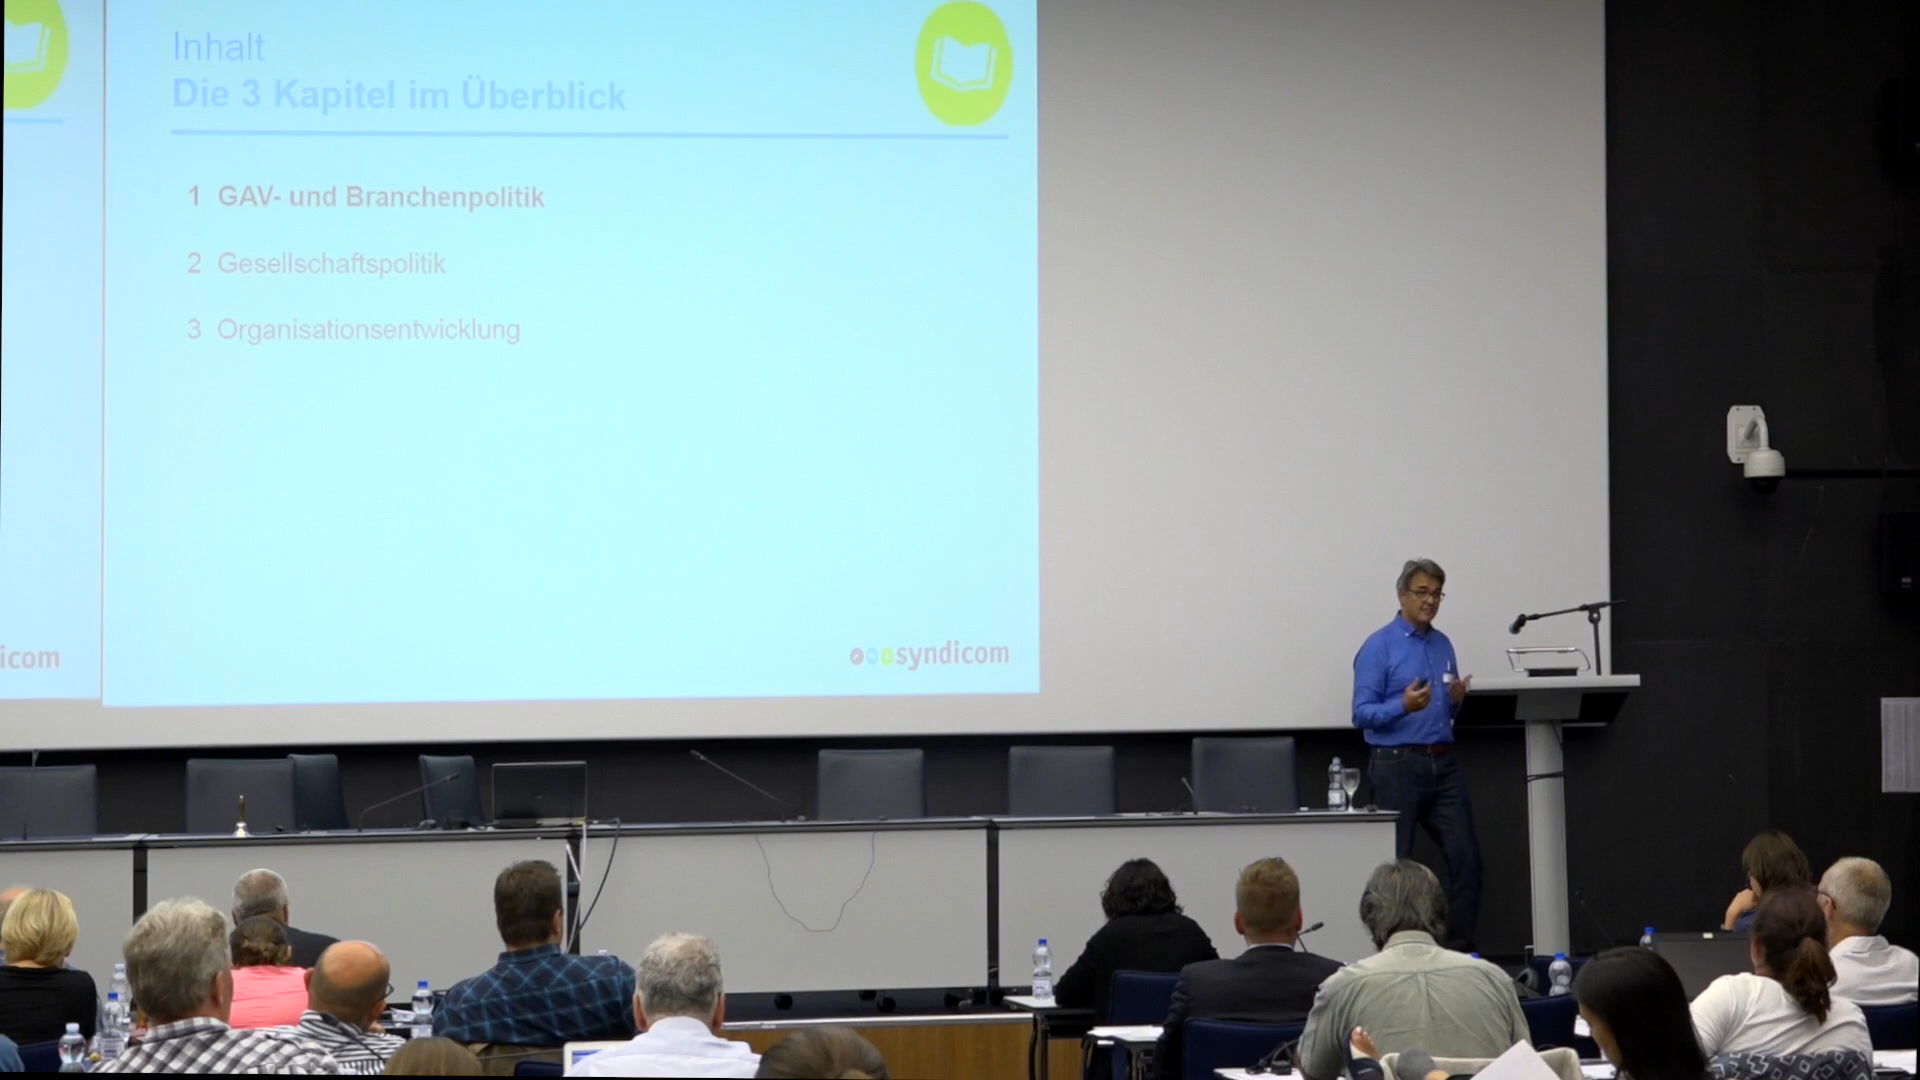 Inhalt
Die 3 Kapitel im Überblick
1 GAV- und Branchenpolitik
2 Gesellschaftspolitik
3 Organisationsentwicklung
icom
syndicom